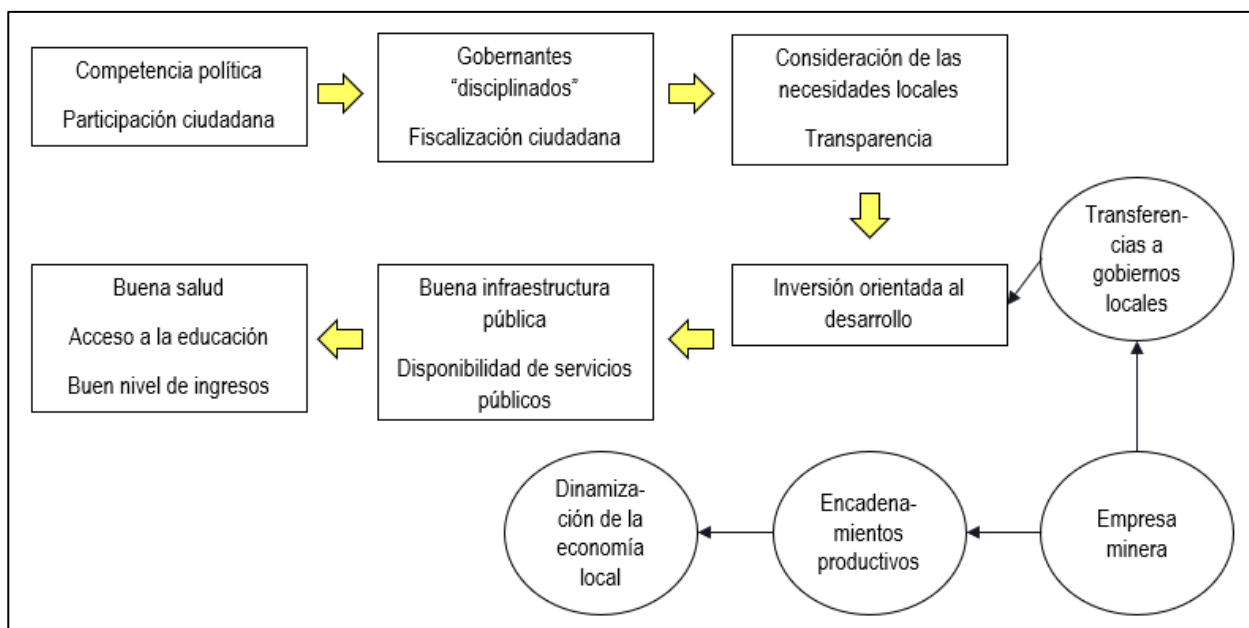 Competencia política
Participación ciudadana
Gobernantes
“disciplinados”
Fiscalización ciudadana
Consideración de las
necesidades locales
Transparencia
Transferen-
cias a
gobiernos
locales
Buena salud
Acceso a la educación
Buen nivel de ingresos
Buena infraestructura
pública
Disponibilidad de servicios
públicos
Inversión orientada al
desarrollo
Dinamiza-
ción de la
economía
local
Encadena-
mientos
productivos
Empresa
minera